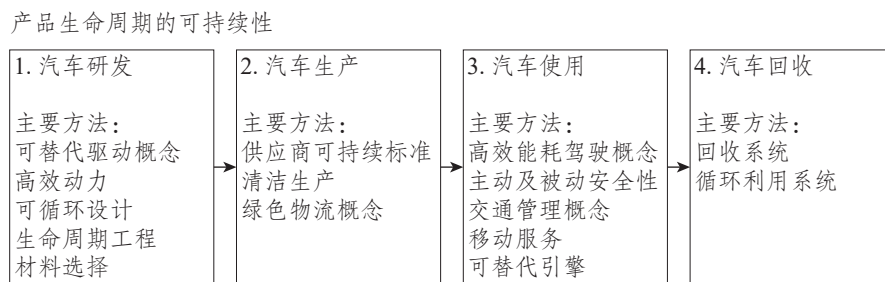 产品生命周期的可持续性
1. 汽车研发
主要方法：
可替代驱动概念
高效动力
可循环设计
生命周期工程
材料选择
2. 汽车生产
主要方法：
供应商可持续标准
清洁生产
绿色物流概念
3. 汽车使用
主要方法：
高效能耗驾驶概念
主动及被动安全性
交通管理概念
移动服务
可替代引擎
4. 汽车回收
主要方法：
回收系统
循环利用系统